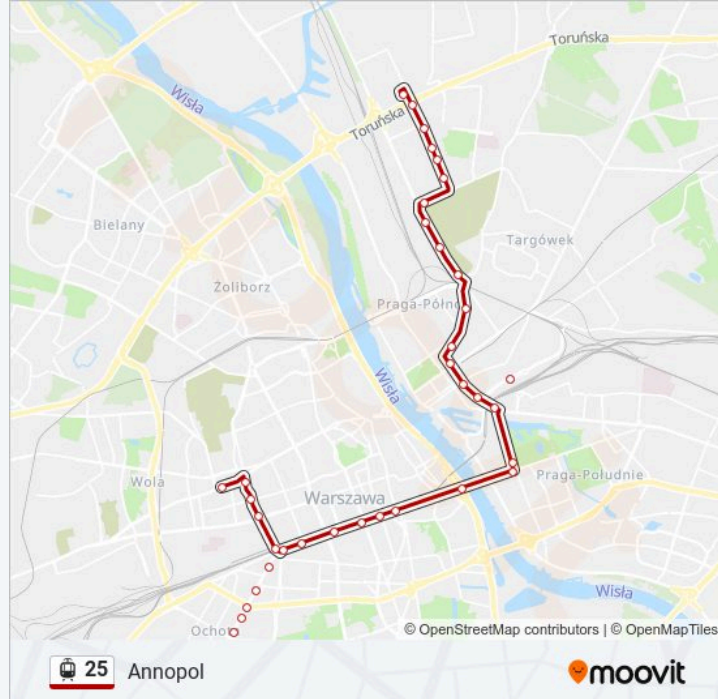 Toruńska
Wisła
Toruńska
Bielany
Targówek
Żoliborz
Praga-Północ
Wisła
Wola
Praga-Południe
Warszawa
Wisła
Ochota
© OpenStreetMap contributors | © OpenMapTiles
25 Annopol
moovit